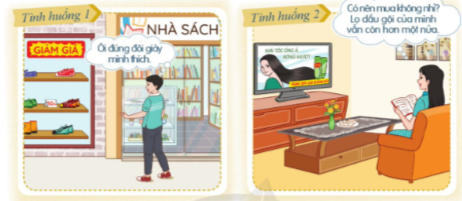 Tình huống 1
NHÀ SÁCH
GIẢM GIÁ
Ôi đúng đôi giày
mình thích.
Tình huống 2
Có nên mua không nhỉ?
Lọ dầu gội của mình
vẫn còn hơn một nửa.